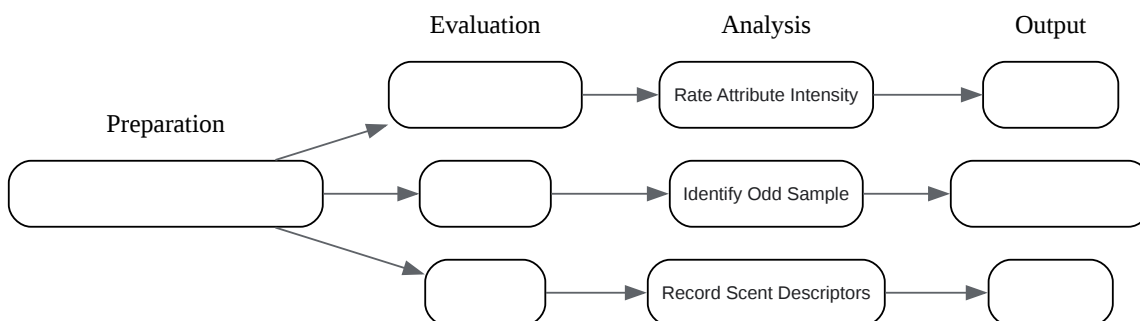 Evaluation
Analysis
Output
Preparation
Rate Attribute Intensity
Identify Odd Sample
Record Scent Descriptors